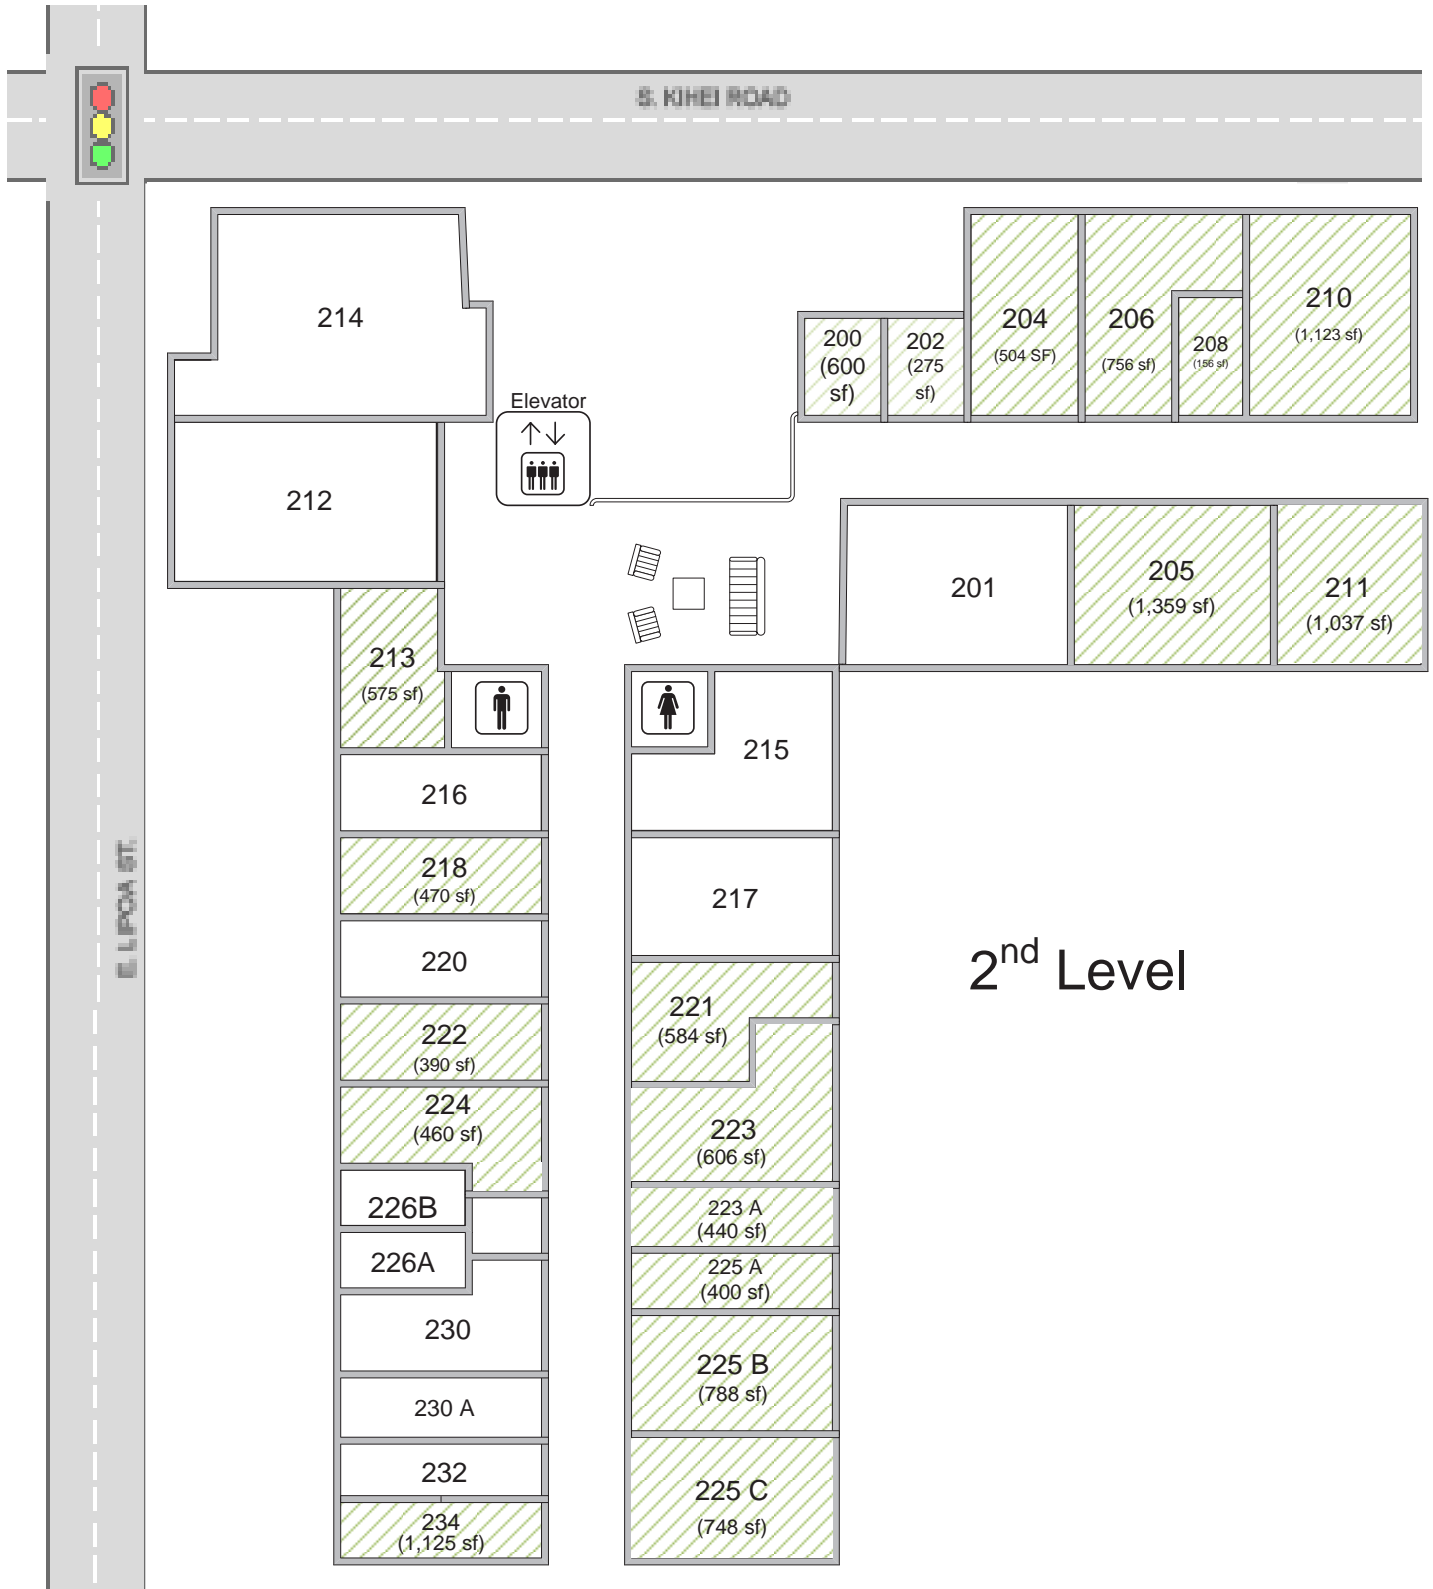 S. KIHEI ROAD
E. LIPOA ST.
214
212
Elevator
200
(600
sf)
202
(275
sf)
204
(504 SF)
206
(756 sf)
208
(156 sf)
210
(1,123 sf)
201
205
(1,359 sf)
211
(1,037 sf)
213
(575 sf)
216
218
(470 sf)
220
222
(390 sf)
224
(460 sf)
226B
226A
230
230 A
232
234
(1,125 sf)
215
217
221
(584 sf)
223
(606 sf)
223 A
(440 sf)
225 A
(400 sf)
225 B
(788 sf)
225 C
(748 sf)
2nd Level